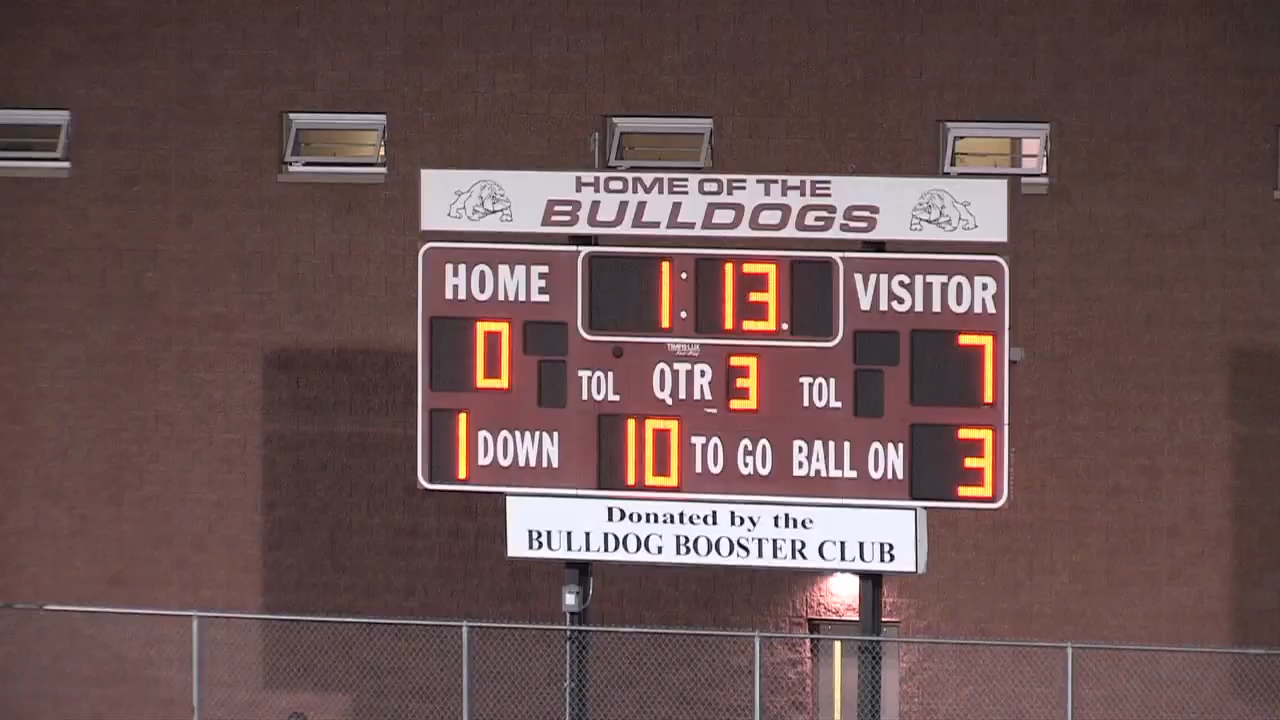 HOME OF THE
BULLDOGS
HOME 1:13 VISITOR
0 7
TOL QTR 3 TOL
1 DOWN 10 TO GO BALL ON 3
Donated by the
BULLDOG BOOSTER CLUB